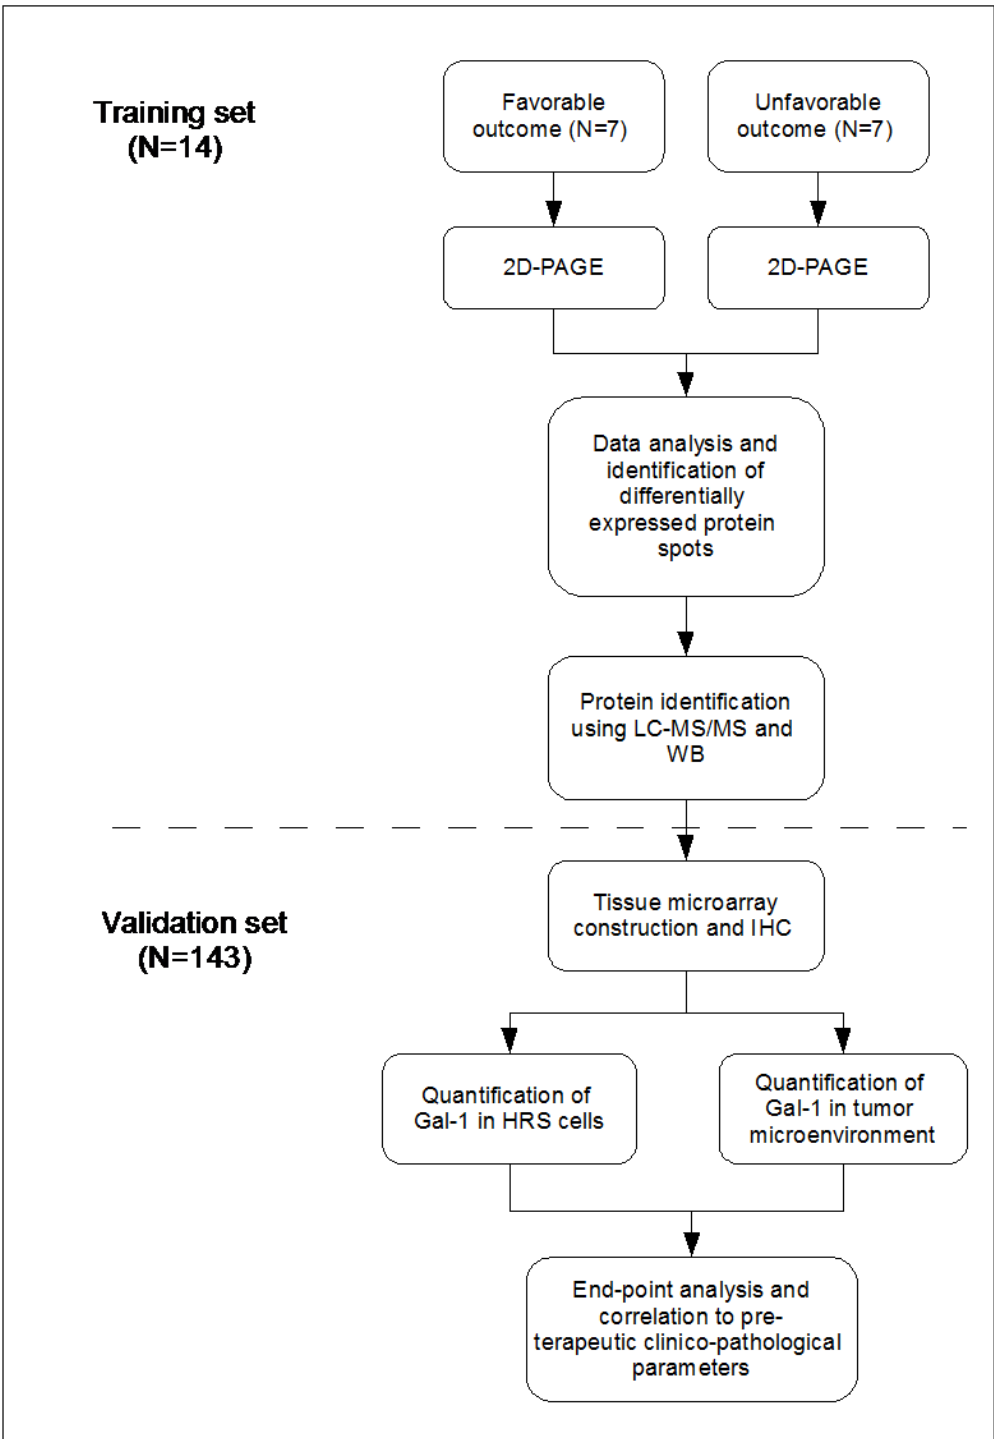 Training set
(N=14)
Favorable
outcome (N=7)
Unfavorable
outcome (N=7)
2D-PAGE
2D-PAGE
Data analysis and
identification of
differentially
expressed protein
spots
Protein identification
using LC-MS/MS and
WB
Validation set
(N=143)
Tissue microarray
construction and IHC
Quantification of
Gal-1 in HRS cells
Quantification of
Gal-1 in tumor
microenvironment
End-point analysis and
correlation to pre-
terapeutic clinico-pathological
parameters